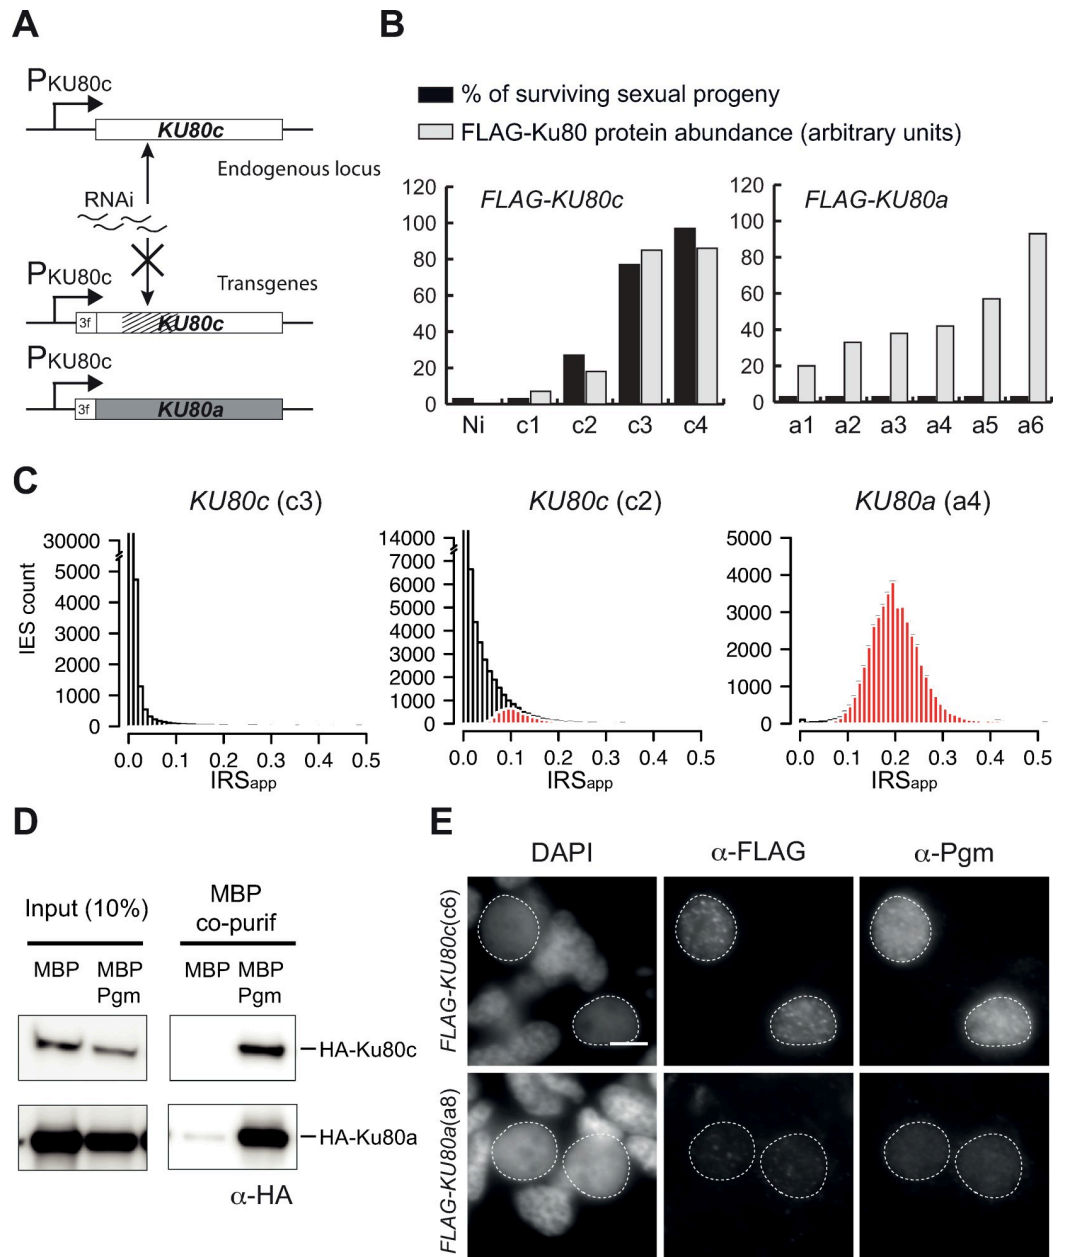 A
PKU80c
KU80c
Endogenous locus
RNAi
PKU80c
Transgenes
3f
KU80c
PKU80c
3f
KU80a
B
% of surviving sexual progeny
FLAG-Ku80 protein abundance (arbitrary units)
FLAG-KU80c
120
100
80
60
40
20
0
Ni c1 c2 c3 c4
FLAG-KU80a
120
100
80
60
40
20
0
a1 a2 a3 a4 a5 a6
C
KU80c (c3)
IES count
30000
5000
4000
3000
2000
1000
0
0.0 0.1 0.2 0.3 0.4 0.5
IRSapp
KU80c (c2)
14000
7000
6000
5000
4000
3000
2000
1000
0
0.0 0.1 0.2 0.3 0.4 0.5
IRSapp
KU80a (a4)
5000
4000
3000
2000
1000
0
0.0 0.1 0.2 0.3 0.4 0.5
IRSapp
D
Input (10%)
MBP
co-purif
MBP MBP
Pgm
MBP MBP
Pgm
HA-Ku80c
HA-Ku80a
α-HA
E
DAPI α-FLAG α-Pgm
FLAG-KU80c(c6)
FLAG-KU80a(a8)